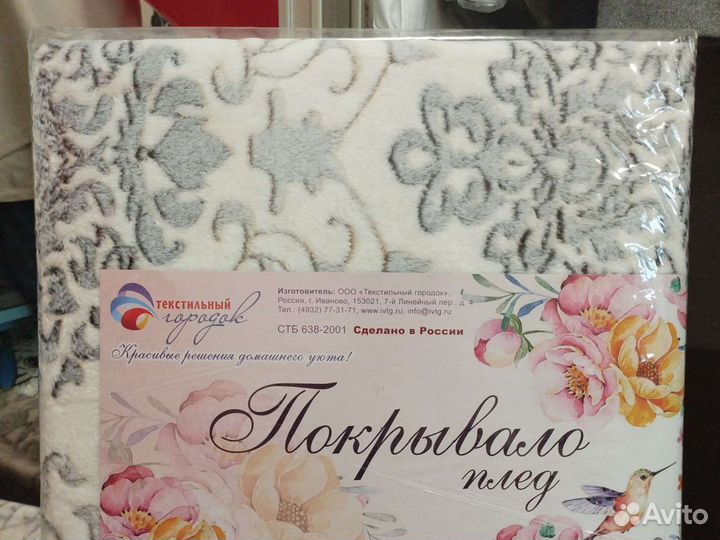 ТЕКСТИЛЬНЫЙ
городок
Красивые решения домашнего уюта!
Изготовитель: ООО «Текстильный городок»,
Россия, г. Иваново, 153021, 7-й Линейный пер., д. 4
Тел.: (4932) 77-31-71, www.ivtg.ru, info@ivtg.ru
СТБ 638-2001 Сделано в России
Покрывало
плед
Avito